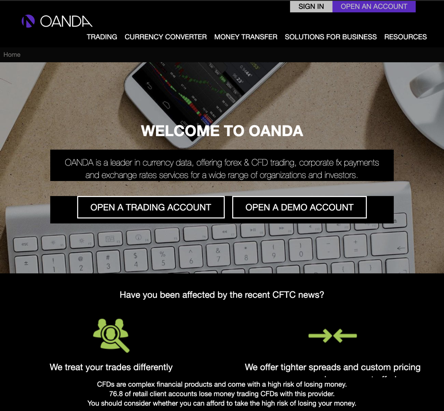 SIGN IN OPEN AN ACCOUNT
OANDA
TRADING CURRENCY CONVERTER MONEY TRANSFER SOLUTIONS FOR BUSINESS RESOURCES
Home
WELCOME TO OANDA
OANDA is a leader in currency data, offering forex & CFD trading, corporate fx payments
and exchange rates services for a wide range of organizations and investors.
OPEN A TRADING ACCOUNT OPEN A DEMO ACCOUNT
Have you been affected by the recent CFTC news?
We treat your trades differently We offer tighter spreads and custom pricing
CFDs are complex financial products and come with a high risk of losing money.
76.8 of retail client accounts lose money trading CFDs with this provider.
You should consider whether you can afford to take the high risk of losing your money.